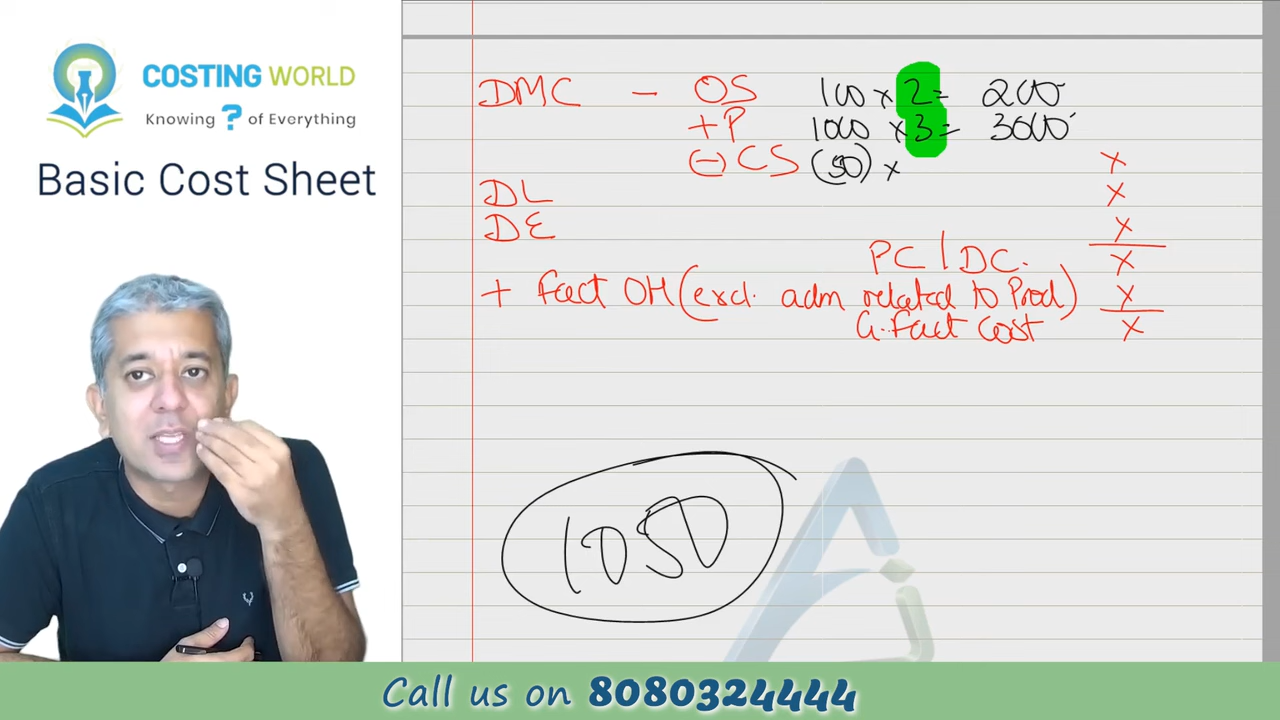 COSTING WORLD
Knowing ? of Everything
Basic Cost Sheet
DMC - OS 100 x 2 = 200
+ P 1000 x 3 = 3000
(-) CS (50) x x
DL x
DE x
PC | DC. x
+ Fact OH (excl. adm related to Prod) x
G. Fact Cost x
1050
Call us on 8080324444